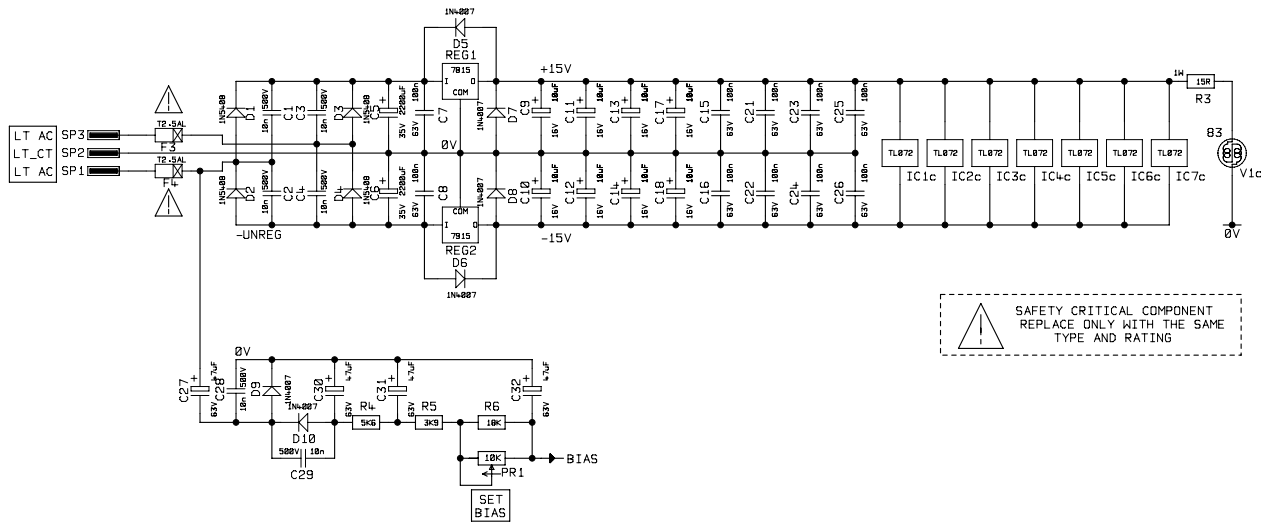 1N4007
D5
REG1
7815
I O
COM
+15V
T2.5AL
F3
LT AC SP3
LT_CT SP2
LT AC SP1
T2.5AL
F4
D1
1N5408
500V
C1
10n
500V
C3
10n
D3
1N5408
C5
2200uF
35V
100n
C7
63V
1N4007
D7
C9
10uF
16V
C11
10uF
16V
C13
10uF
16V
C17
10uF
16V
C15
100n
63V
C21
100n
63V
C23
100n
63V
C25
100n
63V
1W
15R
R3
83
V1c
0V
0V
D2
1N5408
500V
C2
10n
500V
C4
10n
D4
1N5408
C6
2200uF
35V
100n
C8
63V
1N4007
D8
C10
10uF
16V
C12
10uF
16V
C14
10uF
16V
C18
10uF
16V
C16
100n
63V
C22
100n
63V
C24
100n
63V
C26
100n
63V
TL072 TL072 TL072 TL072 TL072 TL072 TL072
IC1c IC2c IC3c IC4c IC5c IC6c IC7c
-UNREG
COM
I O
7915
REG2
D6
1N4007
-15V
SAFETY CRITICAL COMPONENT
REPLACE ONLY WITH THE SAME
TYPE AND RATING
0V
C27
47uF
63V
C28
500V
10n
D9
1N4007
1N4007
D10
500V 10n
C29
C30
47uF
63V
R4
5K6
C31
47uF
63V
R5
3K9
R6
18K
C32
47uF
63V
10K
PR1
BIAS
SET
BIAS